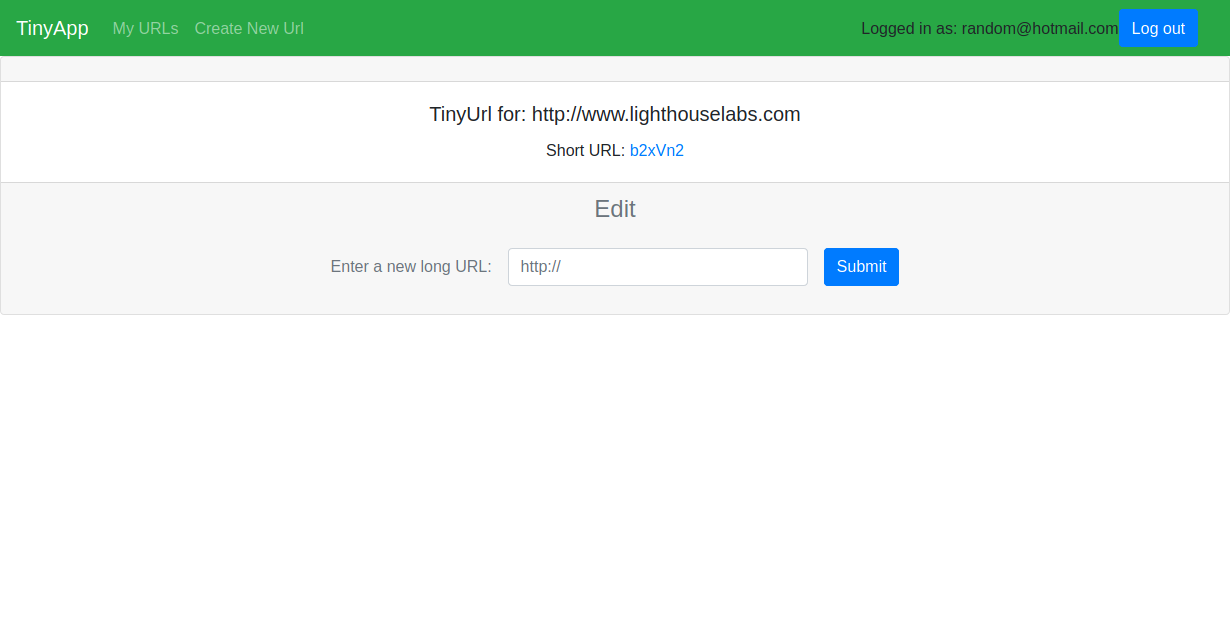 TinyApp My URLs Create New Url Logged in as: random@hotmail.com Log out
TinyUrl for: http://www.lighthouselabs.com
Short URL: b2xVn2
Edit
Enter a new long URL: http:// Submit